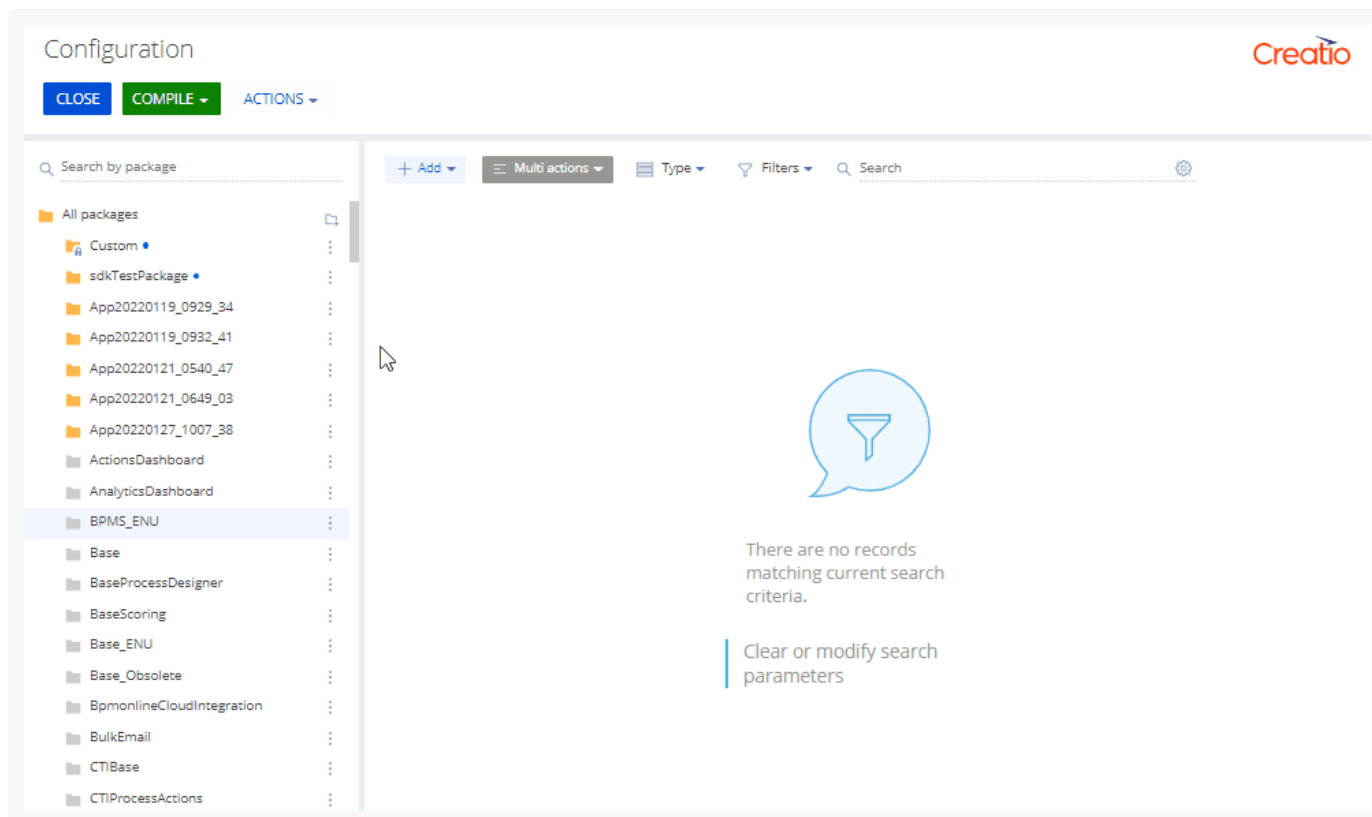 Configuration
Creatio
CLOSE COMPILE ACTIONS
Search by package
Add Multi actions Type Filters Search
All packages
Custom
sdkTestPackage
App20220119_0929_34
App20220119_0932_41
App20220121_0540_47
App20220121_0649_03
App20220127_1007_38
ActionsDashboard
AnalyticsDashboard
BPMS_ENU
Base
BaseProcessDesigner
BaseScoring
Base_ENU
Base_Obsolete
BpmonlineCloudIntegration
BulkEmail
CTIBase
CTIProcessActions
There are no records
matching current search
criteria.
Clear or modify search
parameters